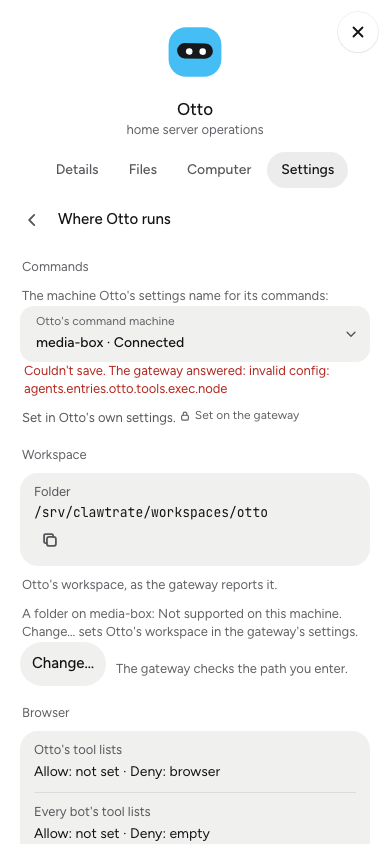 Otto
home server operations
Details
Files
Computer
Settings
Where Otto runs
Commands
The machine Otto's settings name for its commands:
Otto's command machine
media-box · Connected
Couldn't save. The gateway answered: invalid config:
agents.entries.otto.tools.exec.node
Set in Otto's own settings.
Set on the gateway
Workspace
Folder
/srv/clawtrate/workspaces/otto
Otto's workspace, as the gateway reports it.
A folder on media-box: Not supported on this machine.
Change... sets Otto's workspace in the gateway's settings.
Change...
The gateway checks the path you enter.
Browser
Otto's tool lists
Allow: not set · Deny: browser
Every bot's tool lists
Allow: not set · Deny: empty